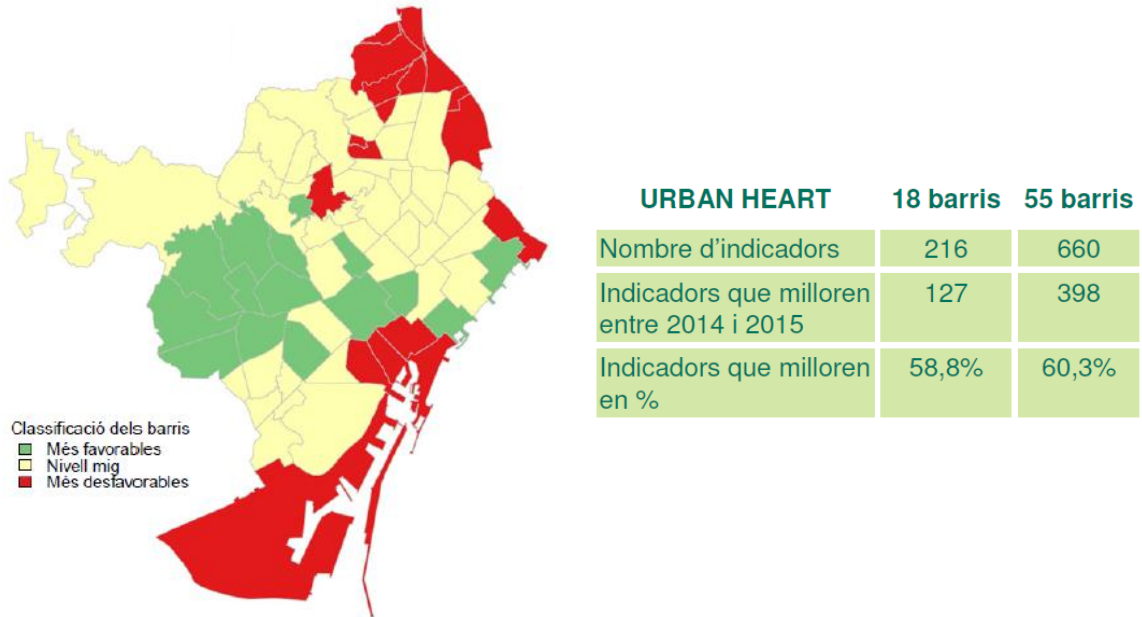 URBAN HEART 18 barris 55 barris
Nombre d'indicadors 216 660
Indicadors que milloren 127 398
entre 2014 i 2015
Indicadors que milloren 58,8% 60,3%
en %
Classificació dels barris
Més favorables
Nivell mig
Més desfavorables